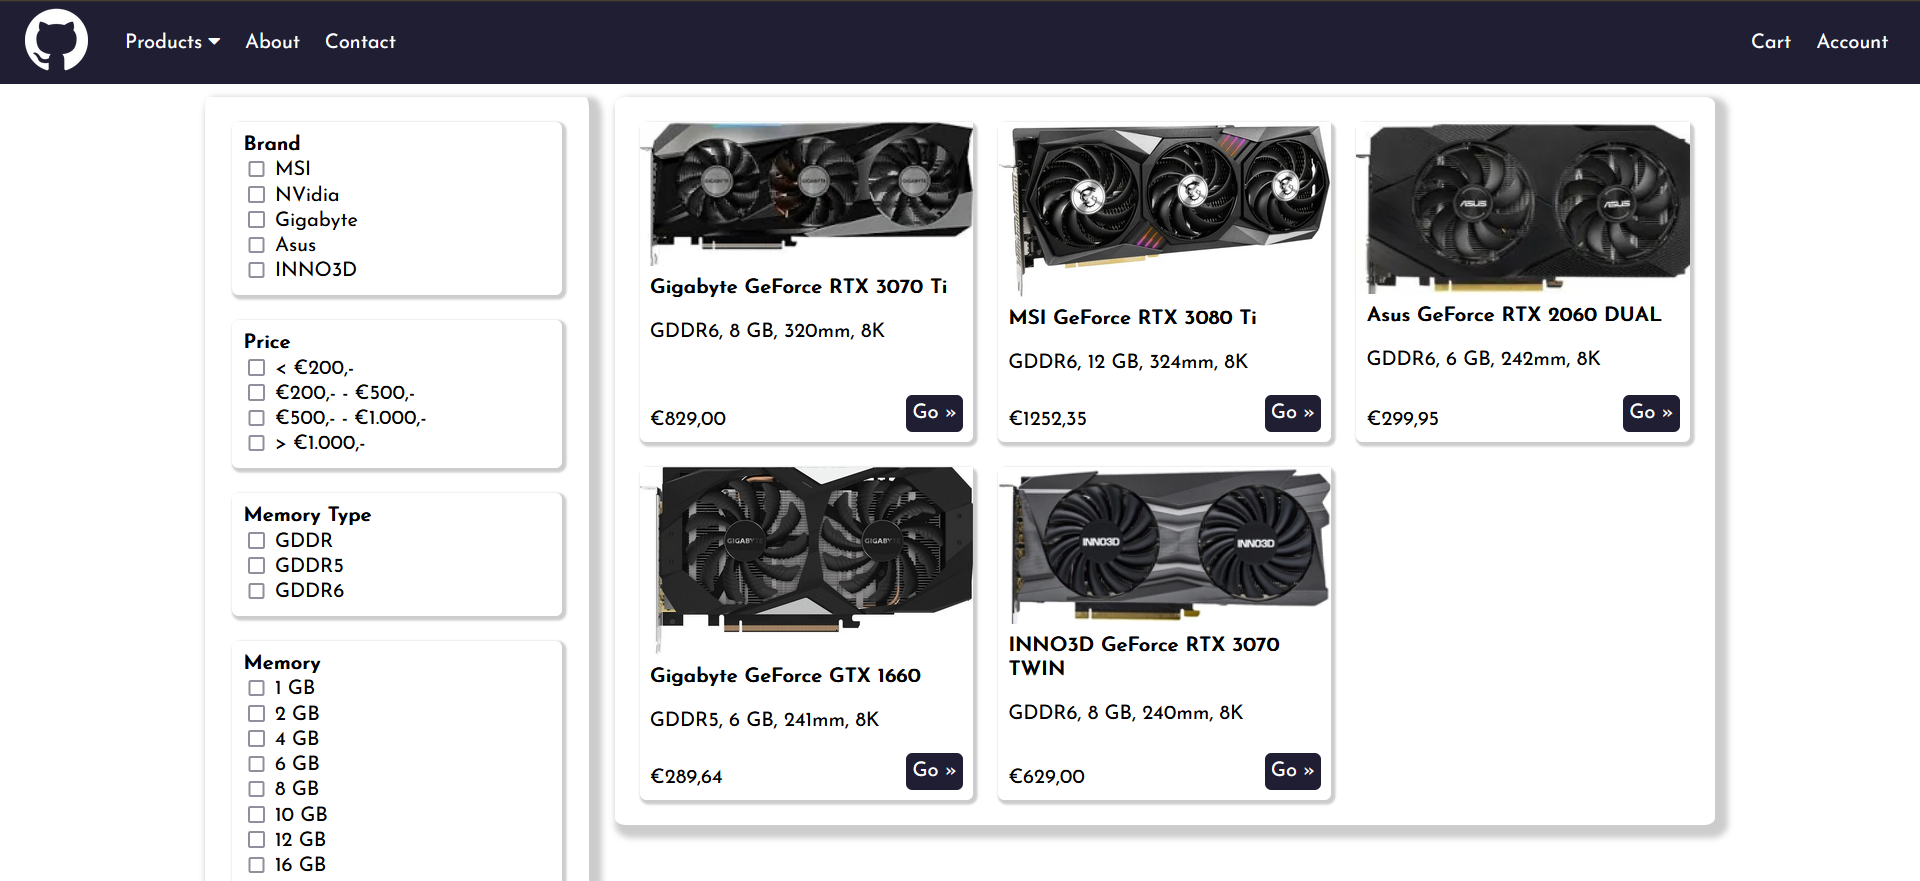 Products About Contact Cart Account
Brand
MSI
NVidia
Gigabyte
Asus
INNO3D
Price
< €200,-
€200,- - €500,-
€500,- - €1.000,-
> €1.000,-
Memory Type
GDDR
GDDR5
GDDR6
Memory
1 GB
2 GB
4 GB
6 GB
8 GB
10 GB
12 GB
16 GB
GIGABYTE GIGABYTE GIGABYTE
Gigabyte GeForce RTX 3070 Ti
GDDR6, 8 GB, 320mm, 8K
€829,00 Go »
MSI GeForce RTX 3080 Ti
GDDR6, 12 GB, 324mm, 8K
€1252,35 Go »
ASUS ASUS
Asus GeForce RTX 2060 DUAL
GDDR6, 6 GB, 242mm, 8K
€299,95 Go »
GIGABYTE GIGABYTE
Gigabyte GeForce GTX 1660
GDDR5, 6 GB, 241mm, 8K
€289,64 Go »
INNO3D INNO3D
INNO3D GeForce RTX 3070
TWIN
GDDR6, 8 GB, 240mm, 8K
€629,00 Go »